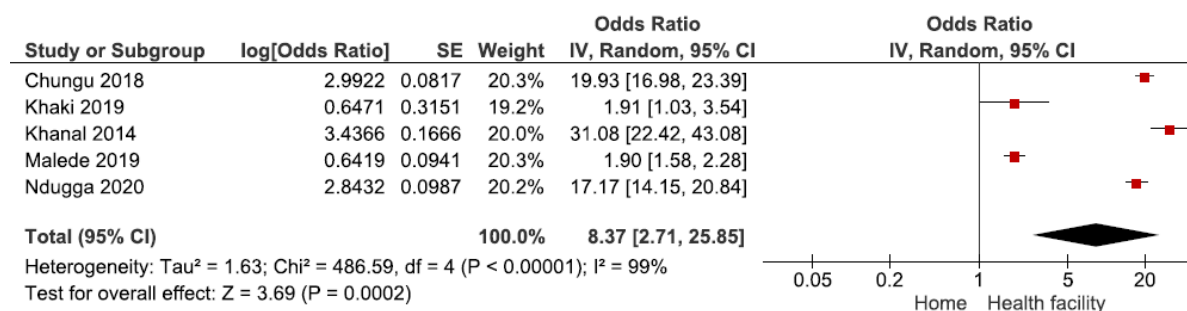 Odds Ratio Odds Ratio
Study or Subgroup log[Odds Ratio] SE Weight IV, Random, 95% CI IV, Random, 95% CI
Chungu 2018 2.9922 0.0817 20.3% 19.93 [16.98, 23.39]
Khaki 2019 0.6471 0.3151 19.2% 1.91 [1.03, 3.54]
Khanal 2014 3.4366 0.1666 20.0% 31.08 [22.42, 43.08]
Malede 2019 0.6419 0.0941 20.3% 1.90 [1.58, 2.28]
Ndugga 2020 2.8432 0.0987 20.2% 17.17 [14.15, 20.84]
Total (95% CI) 100.0% 8.37 [2.71, 25.85]
Heterogeneity: Tau² = 1.63; Chi² = 486.59, df = 4 (P < 0.00001); I² = 99%
Test for overall effect: Z = 3.69 (P = 0.0002)
0.05 0.2 1 5 20
Home Health facility